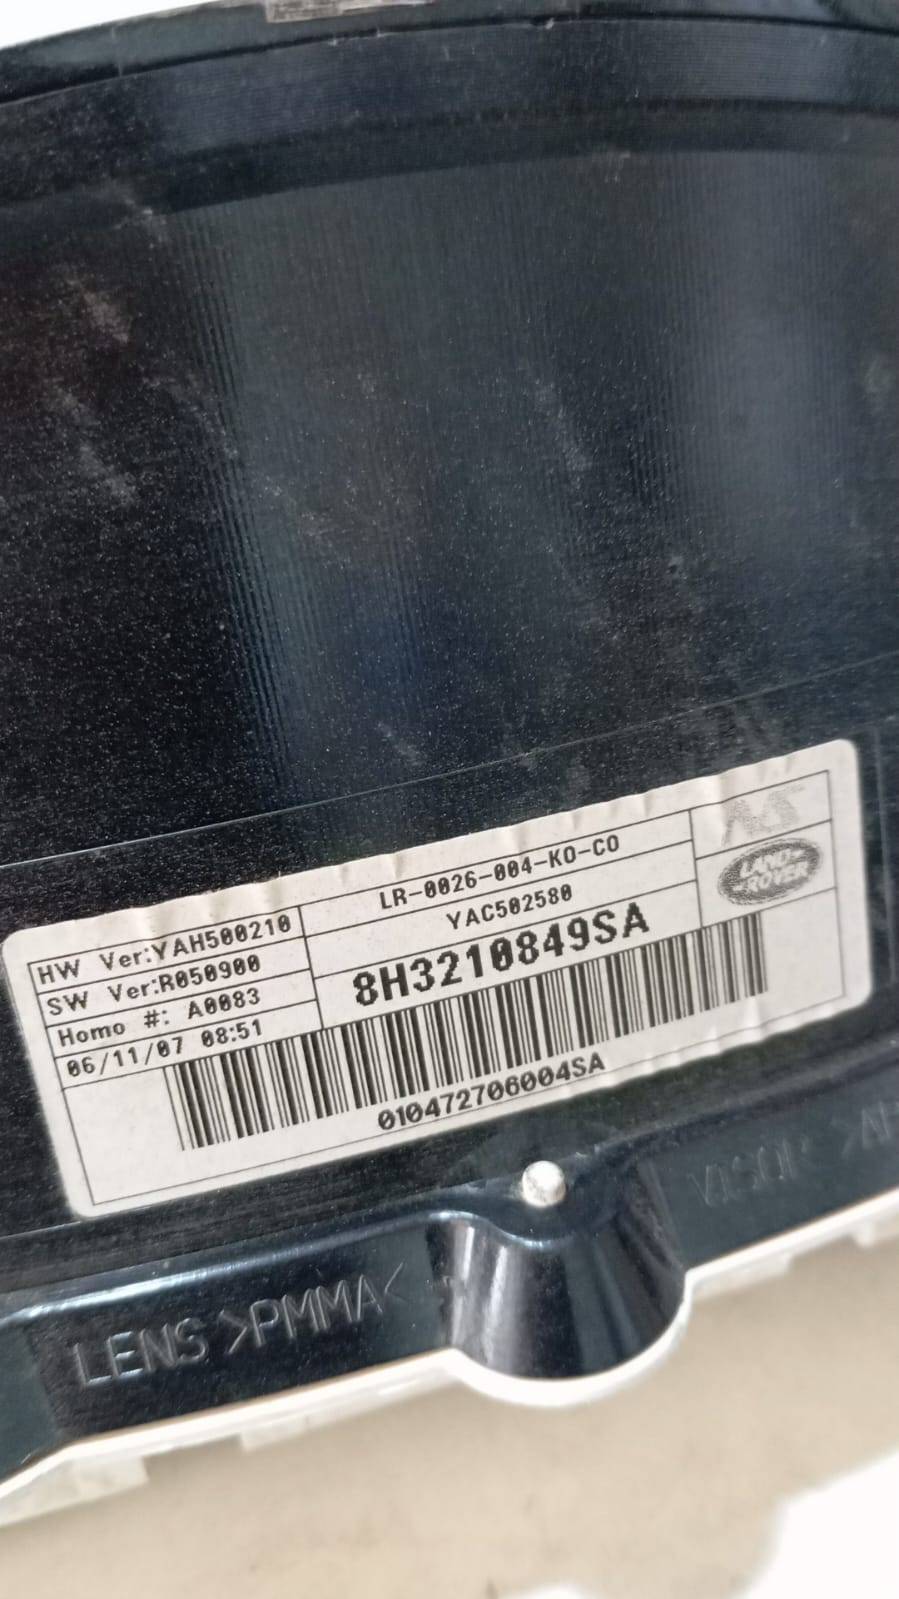 LR-0026-004-KO-CO
YAC502580
8H3210849SA
HW Ver:YAH500210
SW Ver:R050900
Homo #: A0083
06/11/07 08:51
LAND-
-ROVER
010472706004SA
LENS >PMMA<